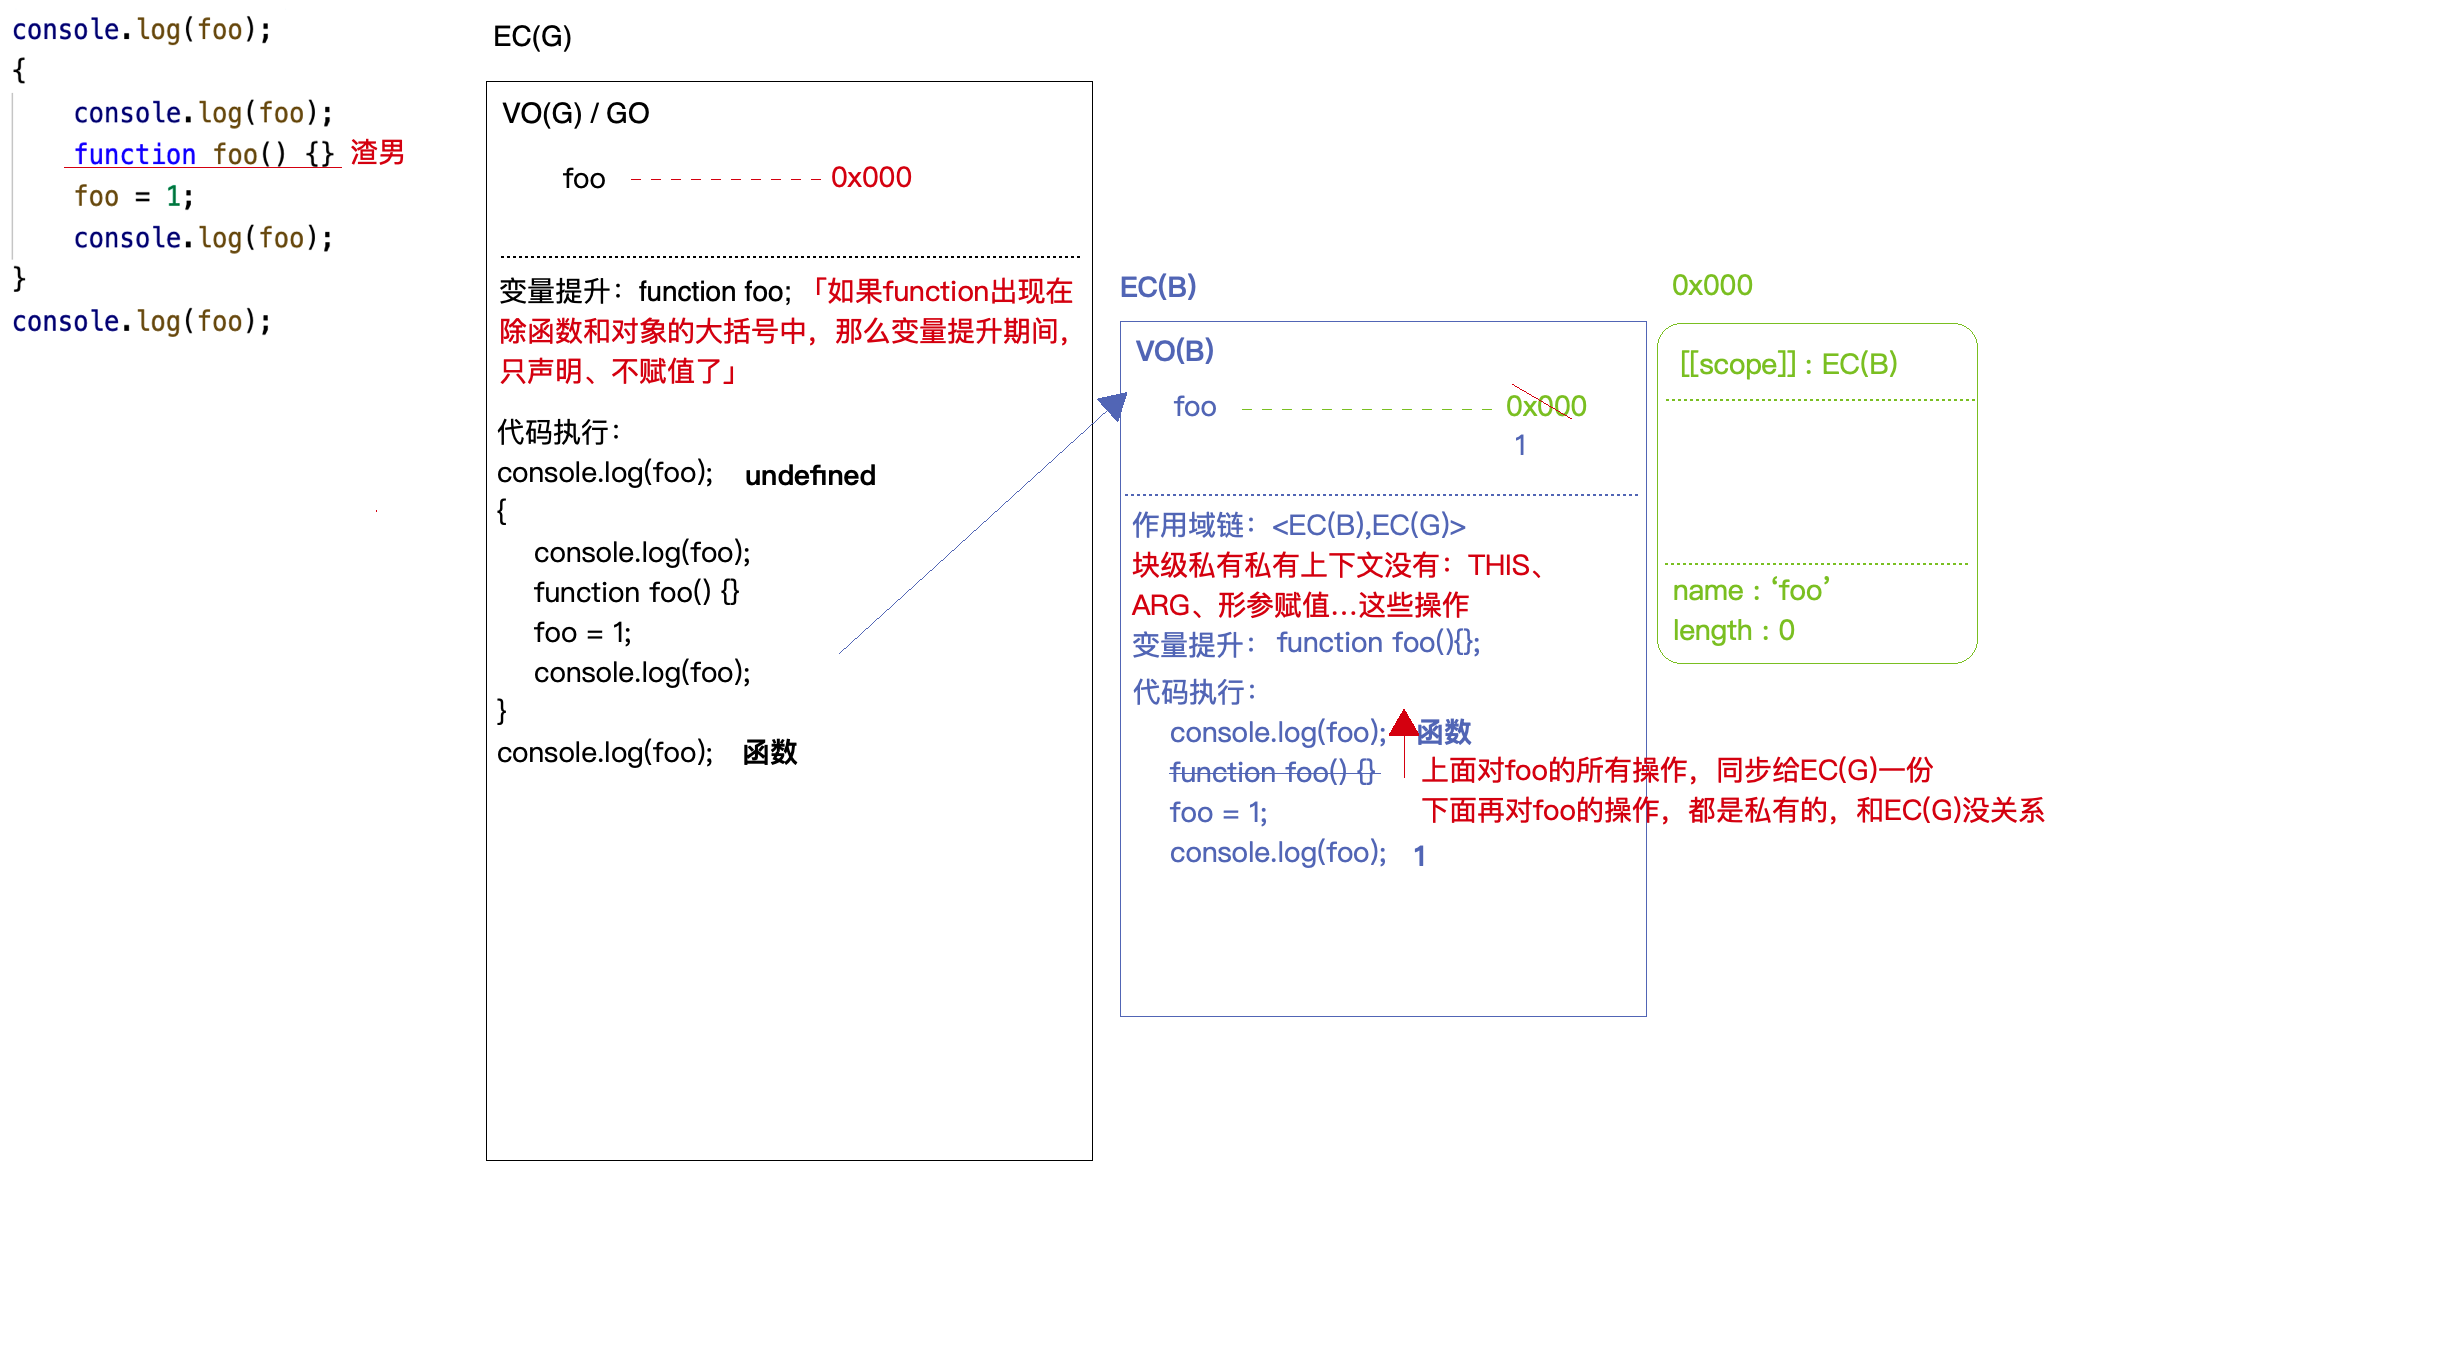 console.log(foo);
{
console.log(foo);
function foo() {} 渣男
foo = 1;
console.log(foo);
}
console.log(foo);
EC(G)
VO(G) / GO
foo 0x000
变量提升：function foo; 「如果function出现在
除函数和对象的大括号中，那么变量提升期间，
只声明、不赋值了」
代码执行：
console.log(foo); undefined
{
console.log(foo);
function foo() {}
foo = 1;
console.log(foo);
}
console.log(foo); 函数
EC(B)
VO(B)
foo 0x000
1
作用域链：<EC(B),EC(G)>
块级私有私有上下文没有：THIS、
ARG、形参赋值...这些操作
变量提升： function foo(){};
代码执行：
console.log(foo); 函数
function foo() {} 上面对foo的所有操作，同步给EC(G)一份
foo = 1; 下面再对foo的操作，都是私有的，和EC(G)没关系
console.log(foo); 1
0x000
[[scope]] : EC(B)
name : ‘foo’
length : 0